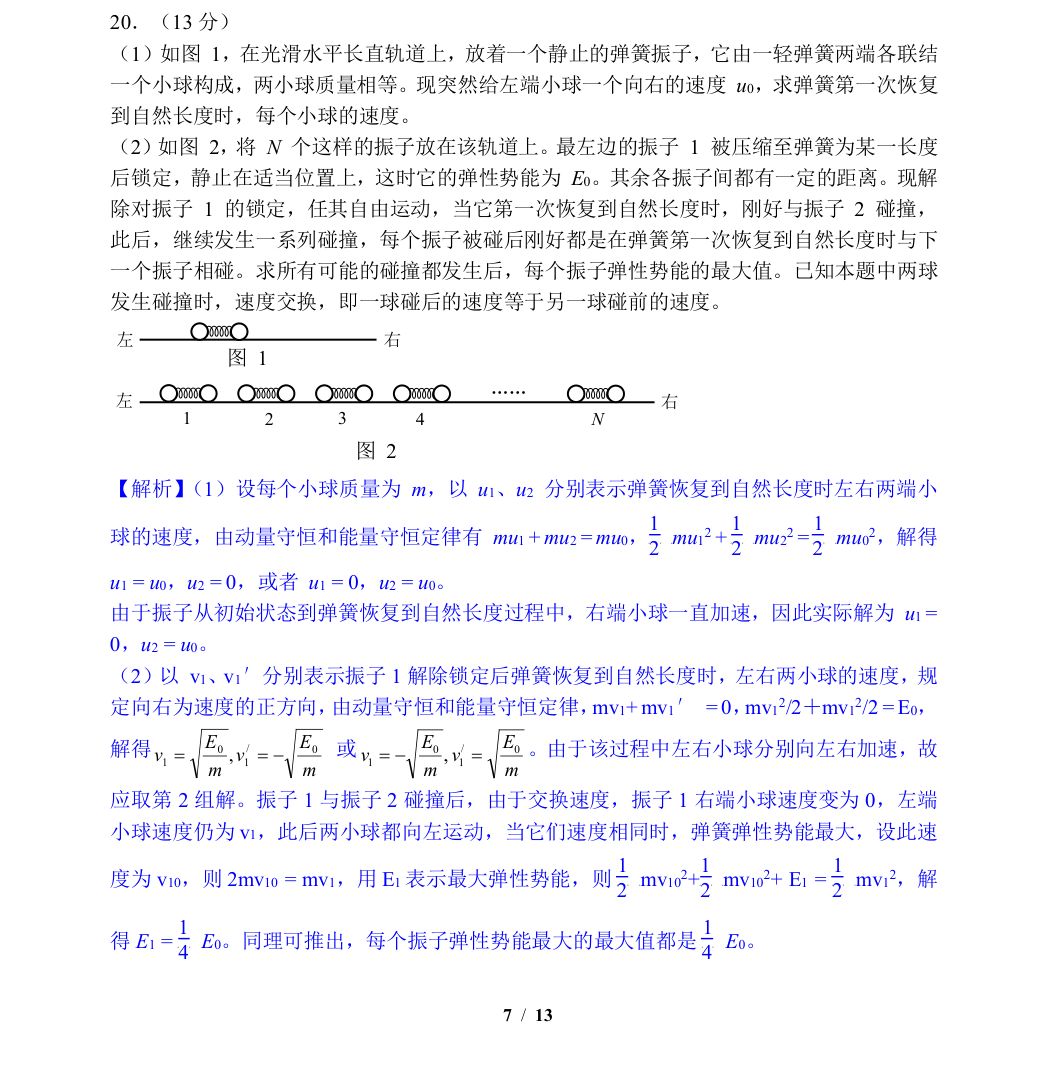 20．（13 分）
（1）如图 1，在光滑水平长直轨道上，放着一个静止的弹簧振子，它由一轻弹簧两端各联结
一个小球构成，两小球质量相等。现突然给左端小球一个向右的速度 u0，求弹簧第一次恢复
到自然长度时，每个小球的速度。
（2）如图 2，将 N 个这样的振子放在该轨道上。最左边的振子 1 被压缩至弹簧为某一长度
后锁定，静止在适当位置上，这时它的弹性势能为 E0。其余各振子间都有一定的距离。现解
除对振子 1 的锁定，任其自由运动，当它第一次恢复到自然长度时，刚好与振子 2 碰撞，
此后，继续发生一系列碰撞，每个振子被碰后刚好都是在弹簧第一次恢复到自然长度时与下
一个振子相碰。求所有可能的碰撞都发生后，每个振子弹性势能的最大值。已知本题中两球
发生碰撞时，速度交换，即一球碰后的速度等于另一球碰前的速度。
左 右
图 1
左 …… 右
1 2 3 4 N
图 2
【解析】（1）设每个小球质量为 m，以 u1、u2 分别表示弹簧恢复到自然长度时左右两端小
球的速度，由动量守恒和能量守恒定律有 mu1 + mu2 = mu0，1/2 mu1² + 1/2 mu2² = 1/2 mu0²，解得
u1 = u0，u2 = 0，或者 u1 = 0，u2 = u0。
由于振子从初始状态到弹簧恢复到自然长度过程中，右端小球一直加速，因此实际解为 u1 =
0，u2 = u0。
（2）以 v1、v1′ 分别表示振子 1 解除锁定后弹簧恢复到自然长度时，左右两小球的速度，规
定向右为速度的正方向，由动量守恒和能量守恒定律，mv1+ mv1′ = 0，mv1²/2＋mv1²/2 = E0，
解得 v1 = √(E0/m), v1/ = −√(E0/m) 或 v1 = −√(E0/m), v1/ = √(E0/m) 。由于该过程中左右小球分别向左右加速，故
应取第 2 组解。振子 1 与振子 2 碰撞后，由于交换速度，振子 1 右端小球速度变为 0，左端
小球速度仍为 v1，此后两小球都向左运动，当它们速度相同时，弹簧弹性势能最大，设此速
度为 v10，则 2mv10 = mv1，用 E1 表示最大弹性势能，则 1/2 mv10²+1/2 mv10²+ E1 = 1/2 mv1²，解
得 E1 = 1/4 E0。同理可推出，每个振子弹性势能最大的最大值都是 1/4 E0。
7 / 13